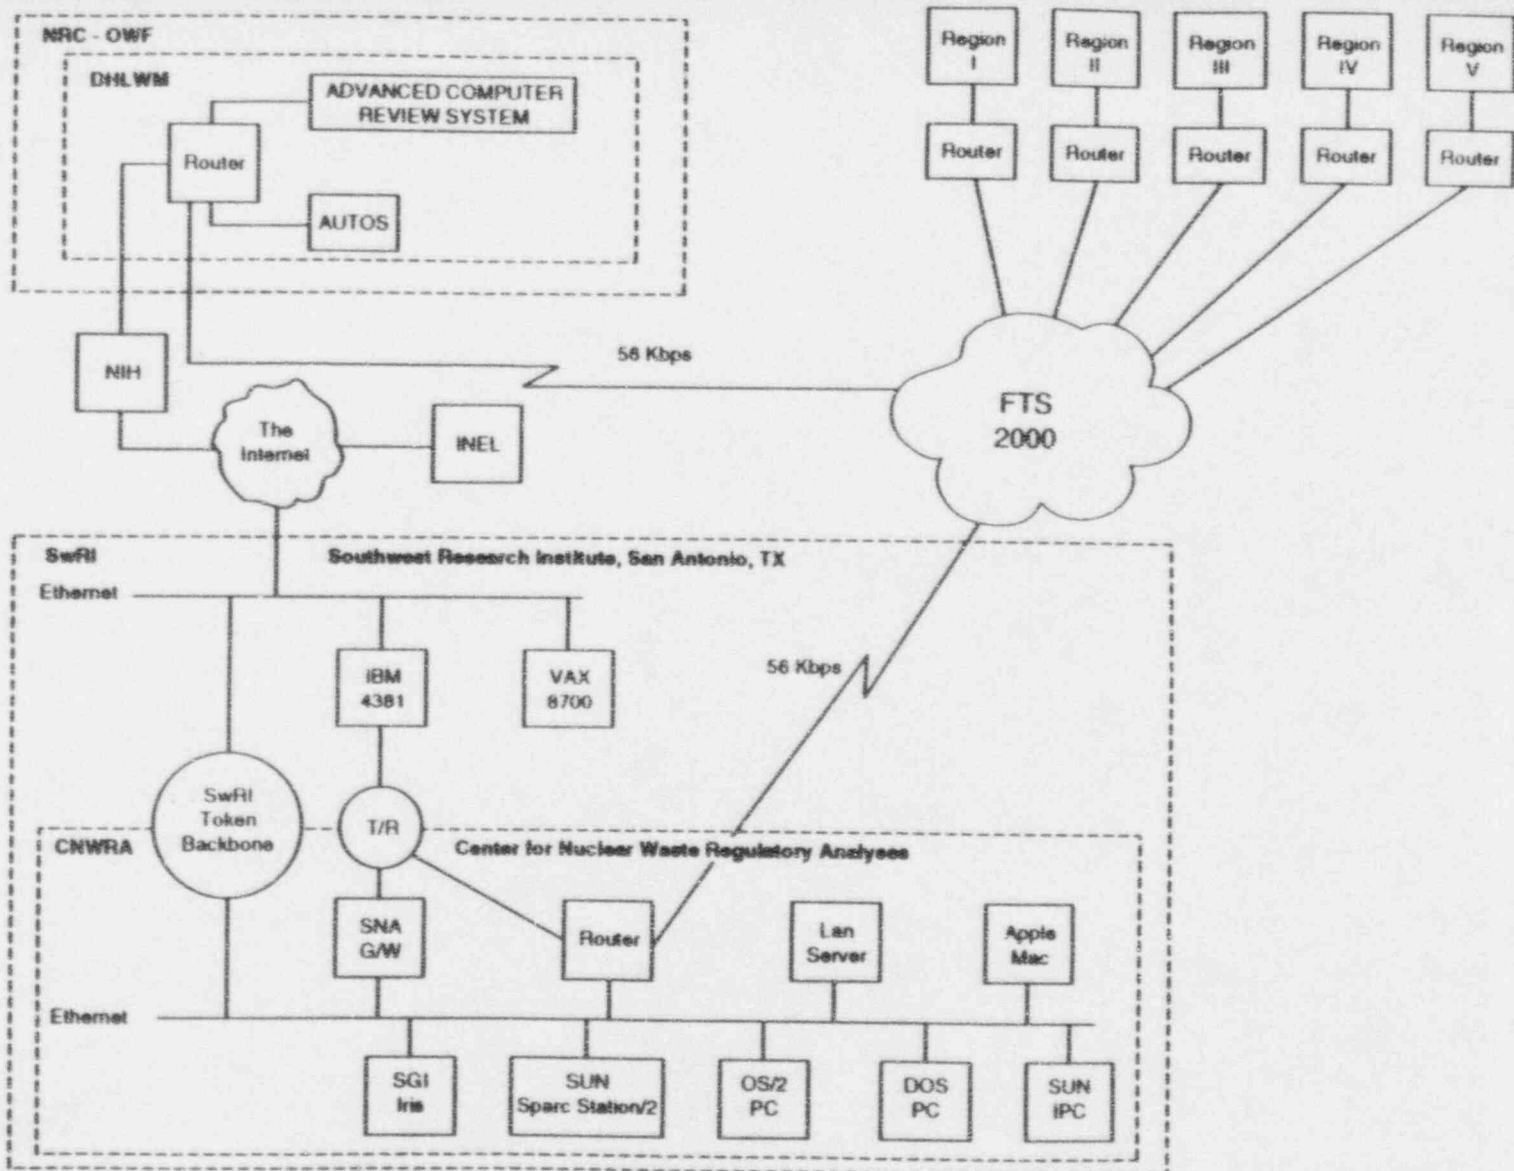 NRC - OWF
DHLWM
ADVANCED COMPUTER
REVIEW SYSTEM
Router
AUTOS
Region
I
Region
II
Region
III
Region
IV
Region
V
Router
Router
Router
Router
Router
NIH
56 Kbps
The
Internet
INEL
FTS
2000
SwRI
Southwest Research Institute, San Antonio, TX
Ethernet
IBM
4381
VAX
8700
56 Kbps
SwRI
Token
Backbone
T/R
CNWRA
Center for Nuclear Waste Regulatory Analyses
SNA
G/W
Router
Lan
Server
Apple
Mac
Ethernet
SGI
Iris
SUN
Sparc Station/2
OS/2
PC
DOS
PC
SUN
IPC